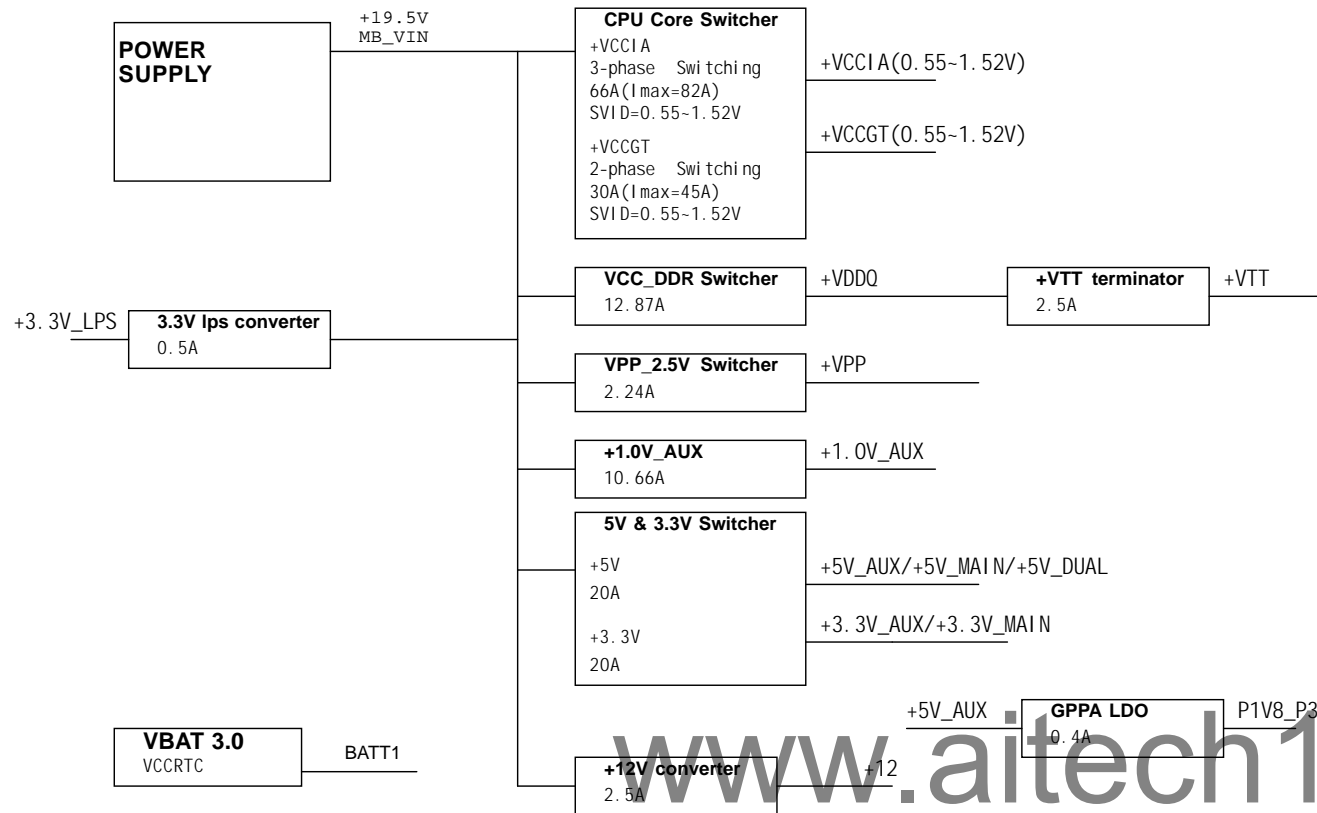 POWER
SUPPLY
+19.5V
MB_VIN
CPU Core Switcher
+VCCIA
3-phase Switching
66A(Imax=82A)
SVID=0.55~1.52V
+VCCGT
2-phase Switching
30A(Imax=45A)
SVID=0.55~1.52V
+VCCIA(0.55~1.52V)
+VCCGT(0.55~1.52V)
VCC_DDR Switcher
12.87A
+VDDQ
+VTT terminator
2.5A
+VTT
+3.3V_LPS
3.3V lps converter
0.5A
VPP_2.5V Switcher
2.24A
+VPP
+1.0V_AUX
10.66A
+1.0V_AUX
5V & 3.3V Switcher
+5V
20A
+3.3V
20A
+5V_AUX/+5V_MAIN/+5V_DUAL
+3.3V_AUX/+3.3V_MAIN
+5V_AUX
GPPA LDO
0.4A
P1V8_P3
VBAT 3.0
VCCRTC
BATT1
+12V converter
2.5A
+12
www.aitech1